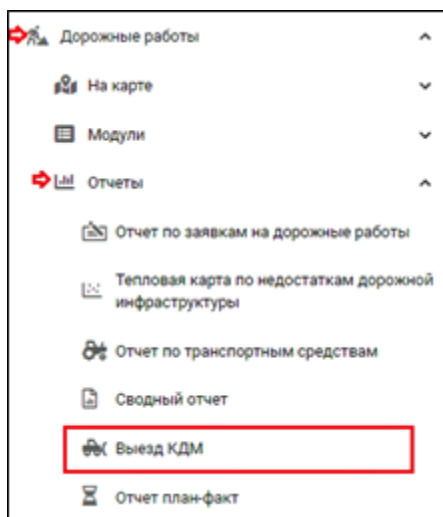 Дорожные работы
На карте
Модули
Отчеты
Отчет по заявкам на дорожные работы
Тепловая карта по недостаткам дорожной
инфраструктуры
Отчет по транспортным средствам
Сводный отчет
Выезд КДМ
Отчет план-факт